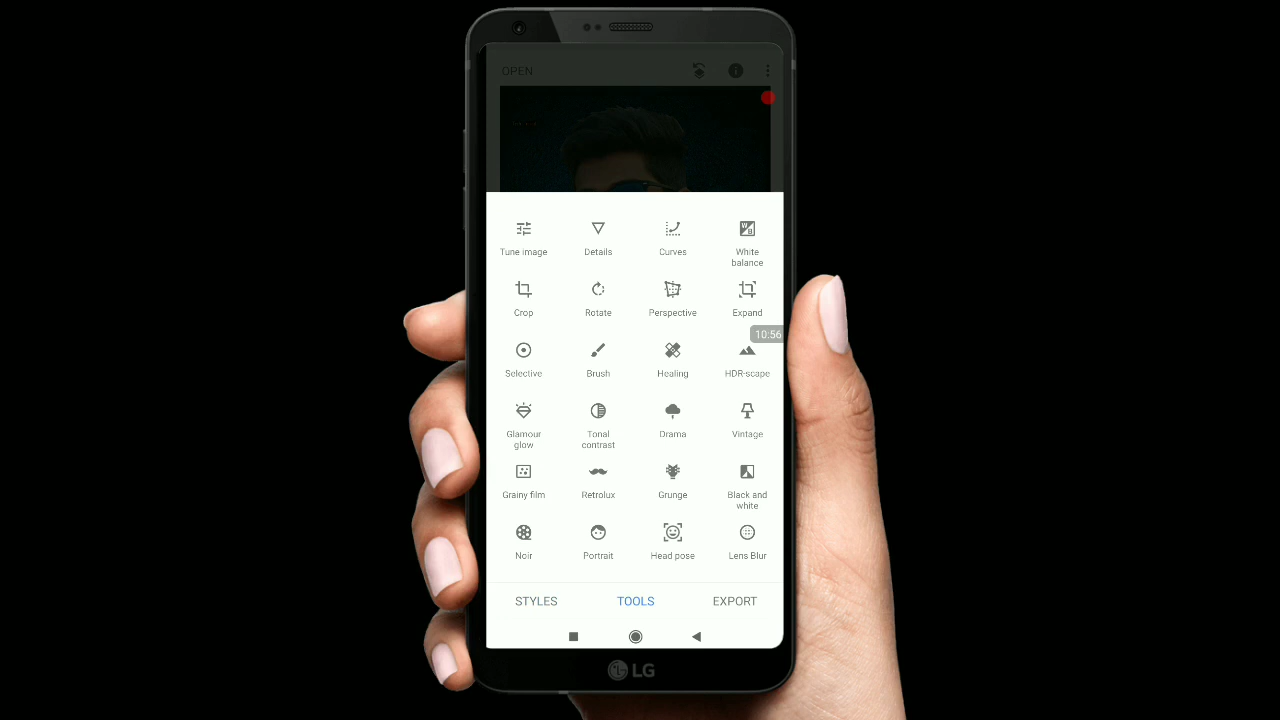 OPEN
Tune image
Details
Curves
White
balance
Crop
Rotate
Perspective
Expand
10:56
Selective
Brush
Healing
HDR-scape
Glamour
glow
Tonal
contrast
Drama
Vintage
Grainy film
Retrolux
Grunge
Black and
white
Noir
Portrait
Head pose
Lens Blur
STYLES
TOOLS
EXPORT
LG